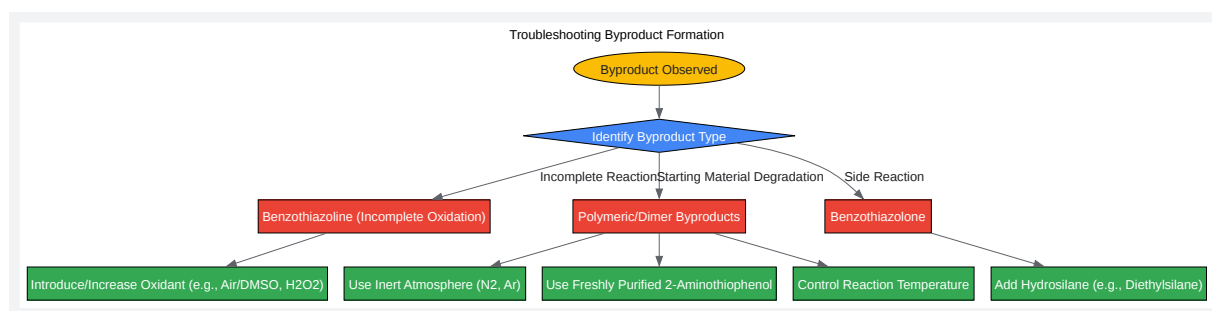 Troubleshooting Byproduct Formation
Byproduct Observed
Identify Byproduct Type
Incomplete Reaction
Starting Material Degradation
Side Reaction
Benzothiazoline (Incomplete Oxidation)
Polymeric/Dimer Byproducts
Benzothiazolone
Introduce/Increase Oxidant (e.g., Air/DMSO, H2O2)
Use Inert Atmosphere (N2, Ar)
Use Freshly Purified 2-Aminothiophenol
Control Reaction Temperature
Add Hydrosilane (e.g., Diethylsilane)